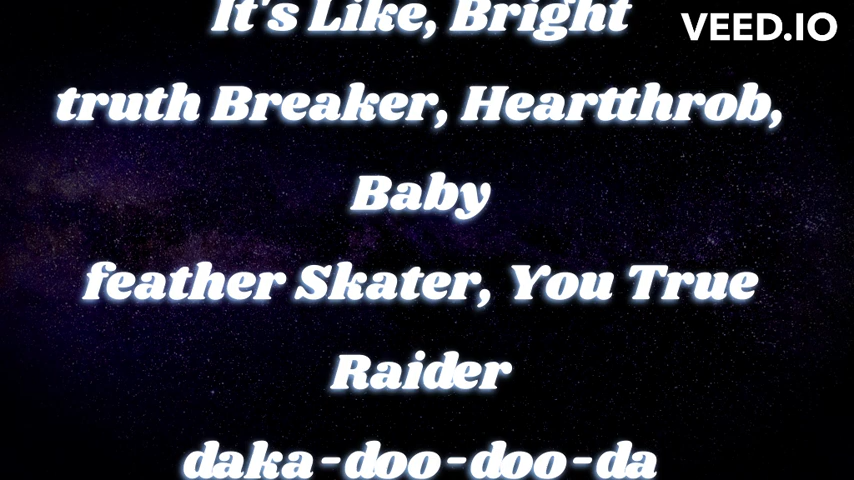 It's Like, Bright
VEED.IO
truth Breaker, Heartthrob,
Baby
feather Skater, You True
Raider
daka-doo-doo-da